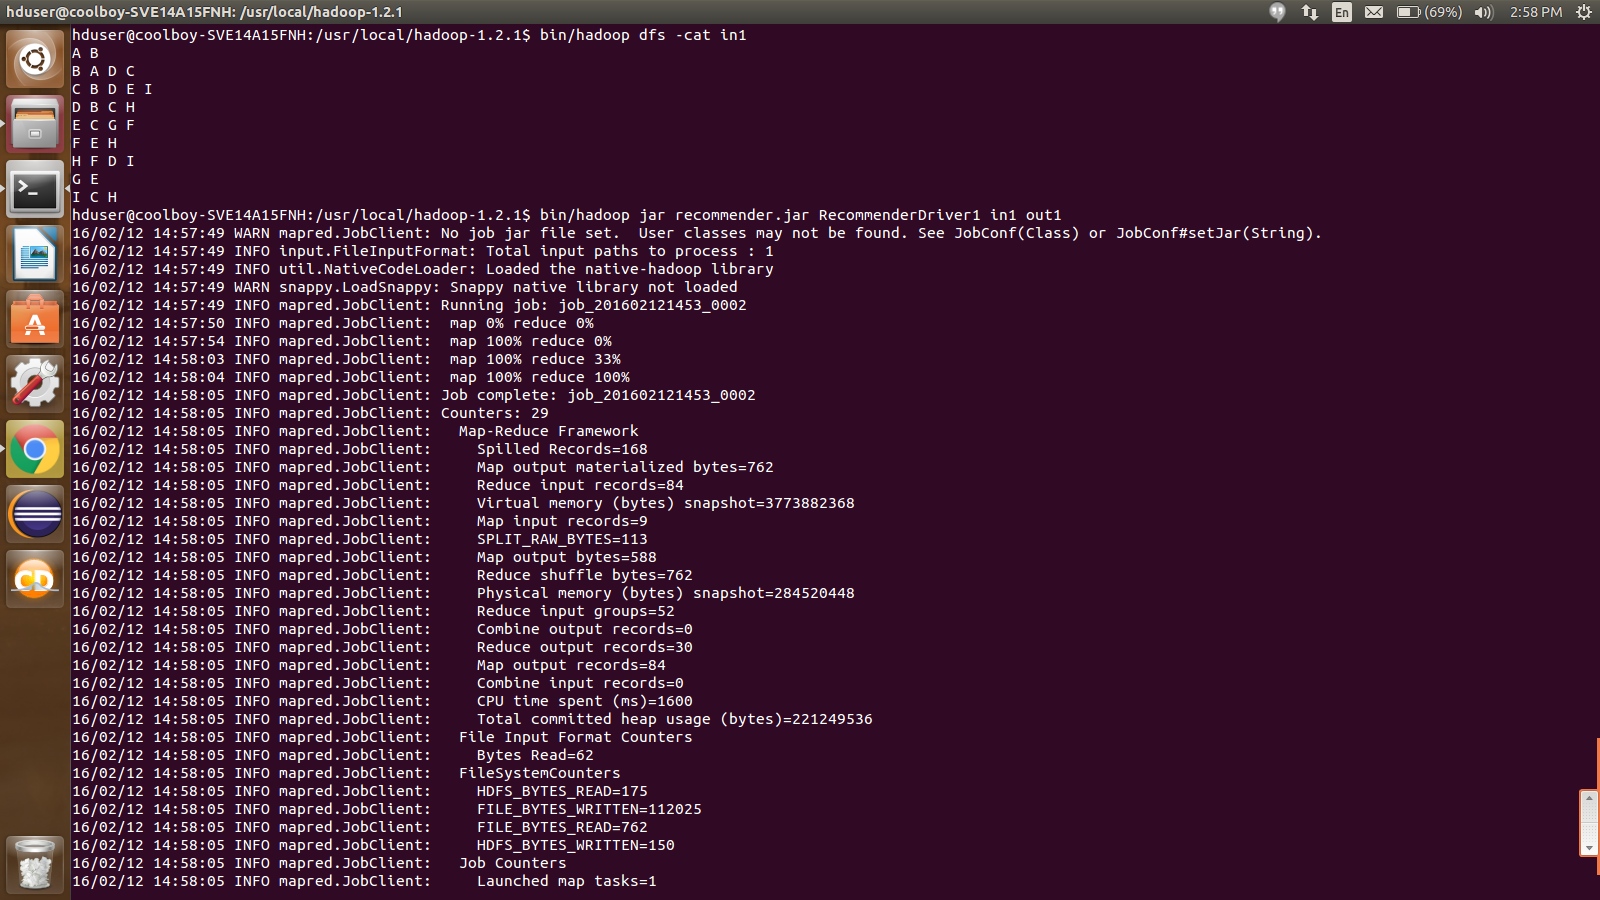 hduser@coolboy-SVE14A15FNH: /usr/local/hadoop-1.2.1
En (69%) 2:58 PM
hduser@coolboy-SVE14A15FNH:/usr/local/hadoop-1.2.1$ bin/hadoop dfs -cat in1
A B
B A D C
C B D E I
D B C H
E C G F
F E H
H F D I
G E
I C H
hduser@coolboy-SVE14A15FNH:/usr/local/hadoop-1.2.1$ bin/hadoop jar recommender.jar RecommenderDriver1 in1 out1
16/02/12 14:57:49 WARN mapred.JobClient: No job jar file set.  User classes may not be found. See JobConf(Class) or JobConf#setJar(String).
16/02/12 14:57:49 INFO input.FileInputFormat: Total input paths to process : 1
16/02/12 14:57:49 INFO util.NativeCodeLoader: Loaded the native-hadoop library
16/02/12 14:57:49 WARN snappy.LoadSnappy: Snappy native library not loaded
16/02/12 14:57:49 INFO mapred.JobClient: Running job: job_201602121453_0002
16/02/12 14:57:50 INFO mapred.JobClient:  map 0% reduce 0%
16/02/12 14:57:54 INFO mapred.JobClient:  map 100% reduce 0%
16/02/12 14:58:03 INFO mapred.JobClient:  map 100% reduce 33%
16/02/12 14:58:04 INFO mapred.JobClient:  map 100% reduce 100%
16/02/12 14:58:05 INFO mapred.JobClient: Job complete: job_201602121453_0002
16/02/12 14:58:05 INFO mapred.JobClient: Counters: 29
16/02/12 14:58:05 INFO mapred.JobClient:   Map-Reduce Framework
16/02/12 14:58:05 INFO mapred.JobClient:     Spilled Records=168
16/02/12 14:58:05 INFO mapred.JobClient:     Map output materialized bytes=762
16/02/12 14:58:05 INFO mapred.JobClient:     Reduce input records=84
16/02/12 14:58:05 INFO mapred.JobClient:     Virtual memory (bytes) snapshot=3773882368
16/02/12 14:58:05 INFO mapred.JobClient:     Map input records=9
16/02/12 14:58:05 INFO mapred.JobClient:     SPLIT_RAW_BYTES=113
16/02/12 14:58:05 INFO mapred.JobClient:     Map output bytes=588
16/02/12 14:58:05 INFO mapred.JobClient:     Reduce shuffle bytes=762
16/02/12 14:58:05 INFO mapred.JobClient:     Physical memory (bytes) snapshot=284520448
16/02/12 14:58:05 INFO mapred.JobClient:     Reduce input groups=52
16/02/12 14:58:05 INFO mapred.JobClient:     Combine output records=0
16/02/12 14:58:05 INFO mapred.JobClient:     Reduce output records=30
16/02/12 14:58:05 INFO mapred.JobClient:     Map output records=84
16/02/12 14:58:05 INFO mapred.JobClient:     Combine input records=0
16/02/12 14:58:05 INFO mapred.JobClient:     CPU time spent (ms)=1600
16/02/12 14:58:05 INFO mapred.JobClient:     Total committed heap usage (bytes)=221249536
16/02/12 14:58:05 INFO mapred.JobClient:   File Input Format Counters
16/02/12 14:58:05 INFO mapred.JobClient:     Bytes Read=62
16/02/12 14:58:05 INFO mapred.JobClient:   FileSystemCounters
16/02/12 14:58:05 INFO mapred.JobClient:     HDFS_BYTES_READ=175
16/02/12 14:58:05 INFO mapred.JobClient:     FILE_BYTES_WRITTEN=112025
16/02/12 14:58:05 INFO mapred.JobClient:     FILE_BYTES_READ=762
16/02/12 14:58:05 INFO mapred.JobClient:     HDFS_BYTES_WRITTEN=150
16/02/12 14:58:05 INFO mapred.JobClient:   Job Counters
16/02/12 14:58:05 INFO mapred.JobClient:     Launched map tasks=1